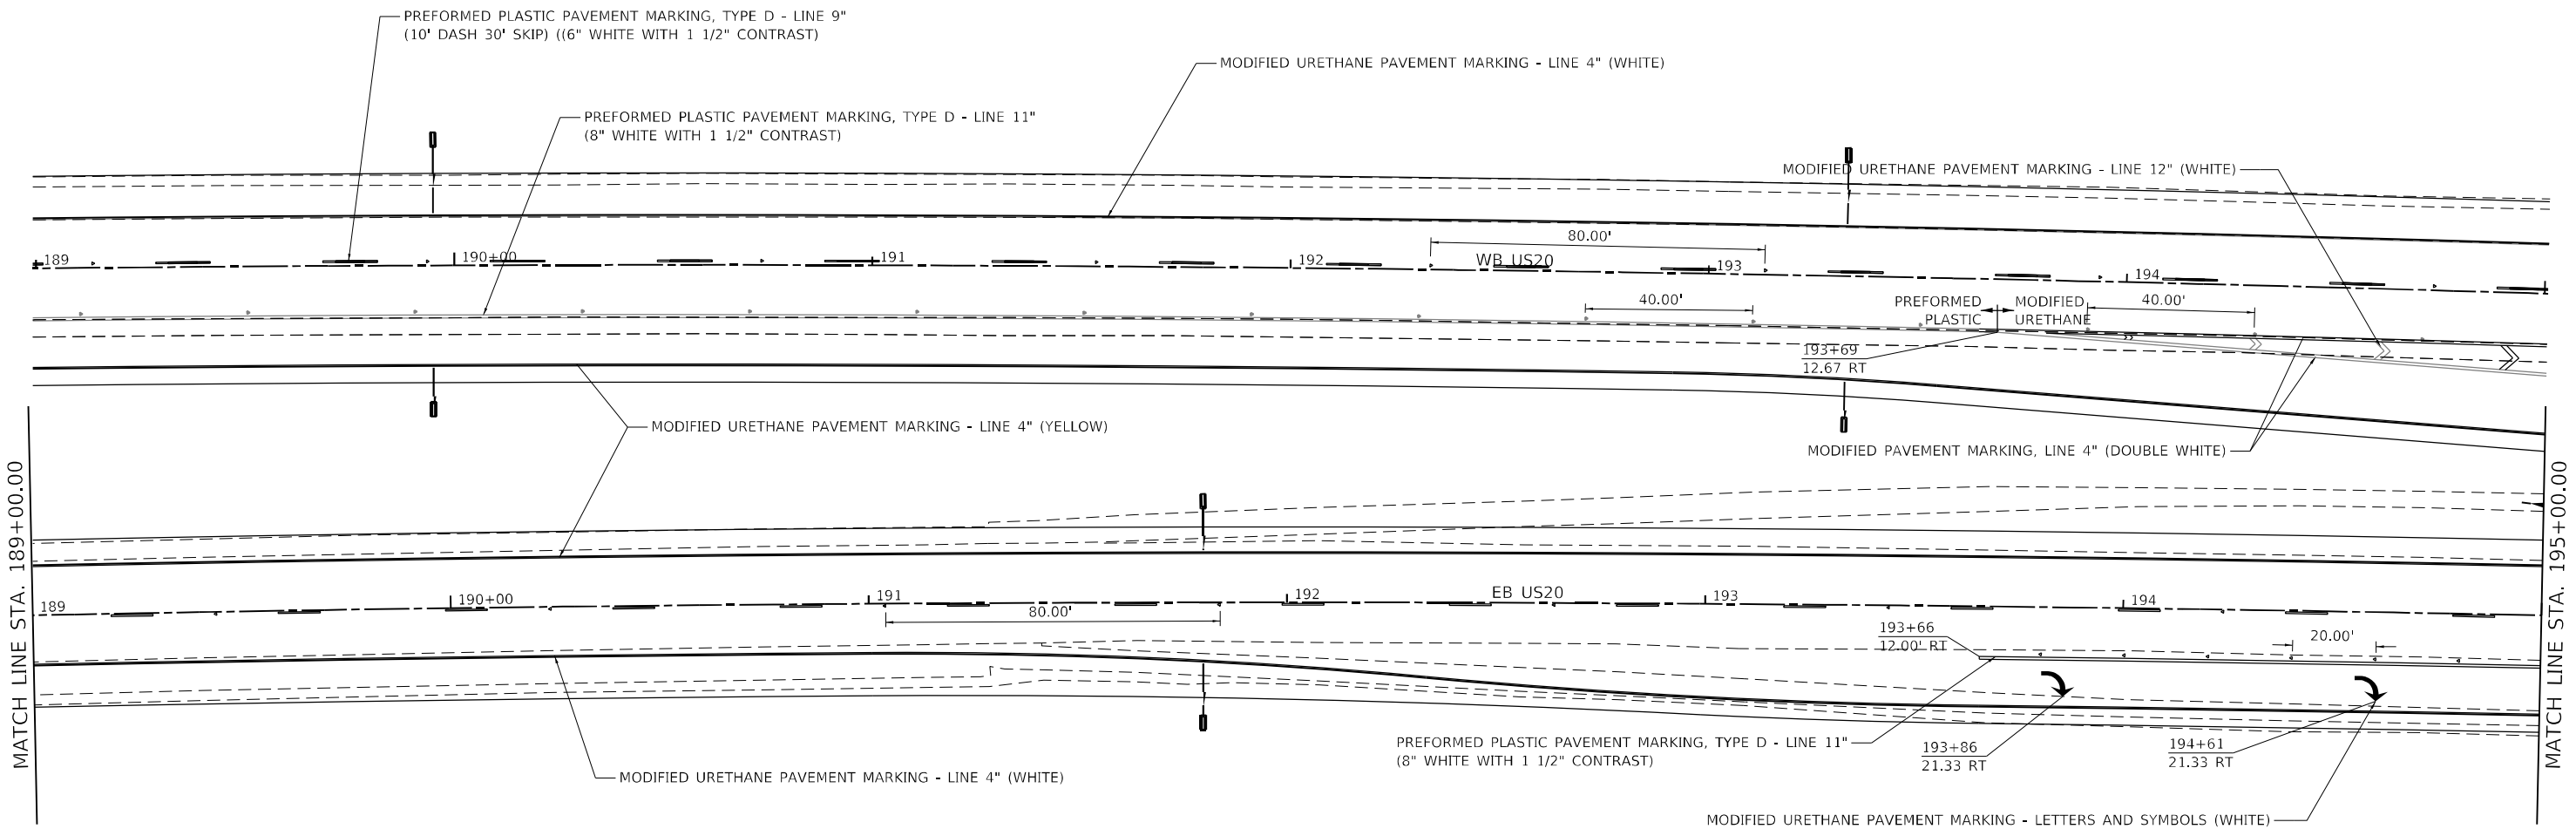 PREFORMED PLASTIC PAVEMENT MARKING, TYPE D - LINE 9"
(10' DASH 30' SKIP) ((6" WHITE WITH 1 1/2" CONTRAST)
MODIFIED URETHANE PAVEMENT MARKING - LINE 4" (WHITE)
PREFORMED PLASTIC PAVEMENT MARKING, TYPE D - LINE 11"
(8" WHITE WITH 1 1/2" CONTRAST)
MODIFIED URETHANE PAVEMENT MARKING - LINE 12" (WHITE)
80.00'
189
190+00
191
192
WB US20
193
194
40.00'
PREFORMED
PLASTIC
MODIFIED
URETHANE
40.00'
193+69
12.67 RT
MODIFIED URETHANE PAVEMENT MARKING - LINE 4" (YELLOW)
MODIFIED PAVEMENT MARKING, LINE 4" (DOUBLE WHITE)
MATCH LINE STA. 189+00.00
MATCH LINE STA. 195+00.00
189
190+00
191
192
EB US20
193
194
80.00'
193+66
12.00' RT
20.00'
PREFORMED PLASTIC PAVEMENT MARKING, TYPE D - LINE 11"
(8" WHITE WITH 1 1/2" CONTRAST)
193+86
21.33 RT
194+61
21.33 RT
MODIFIED URETHANE PAVEMENT MARKING - LINE 4" (WHITE)
MODIFIED URETHANE PAVEMENT MARKING - LETTERS AND SYMBOLS (WHITE)